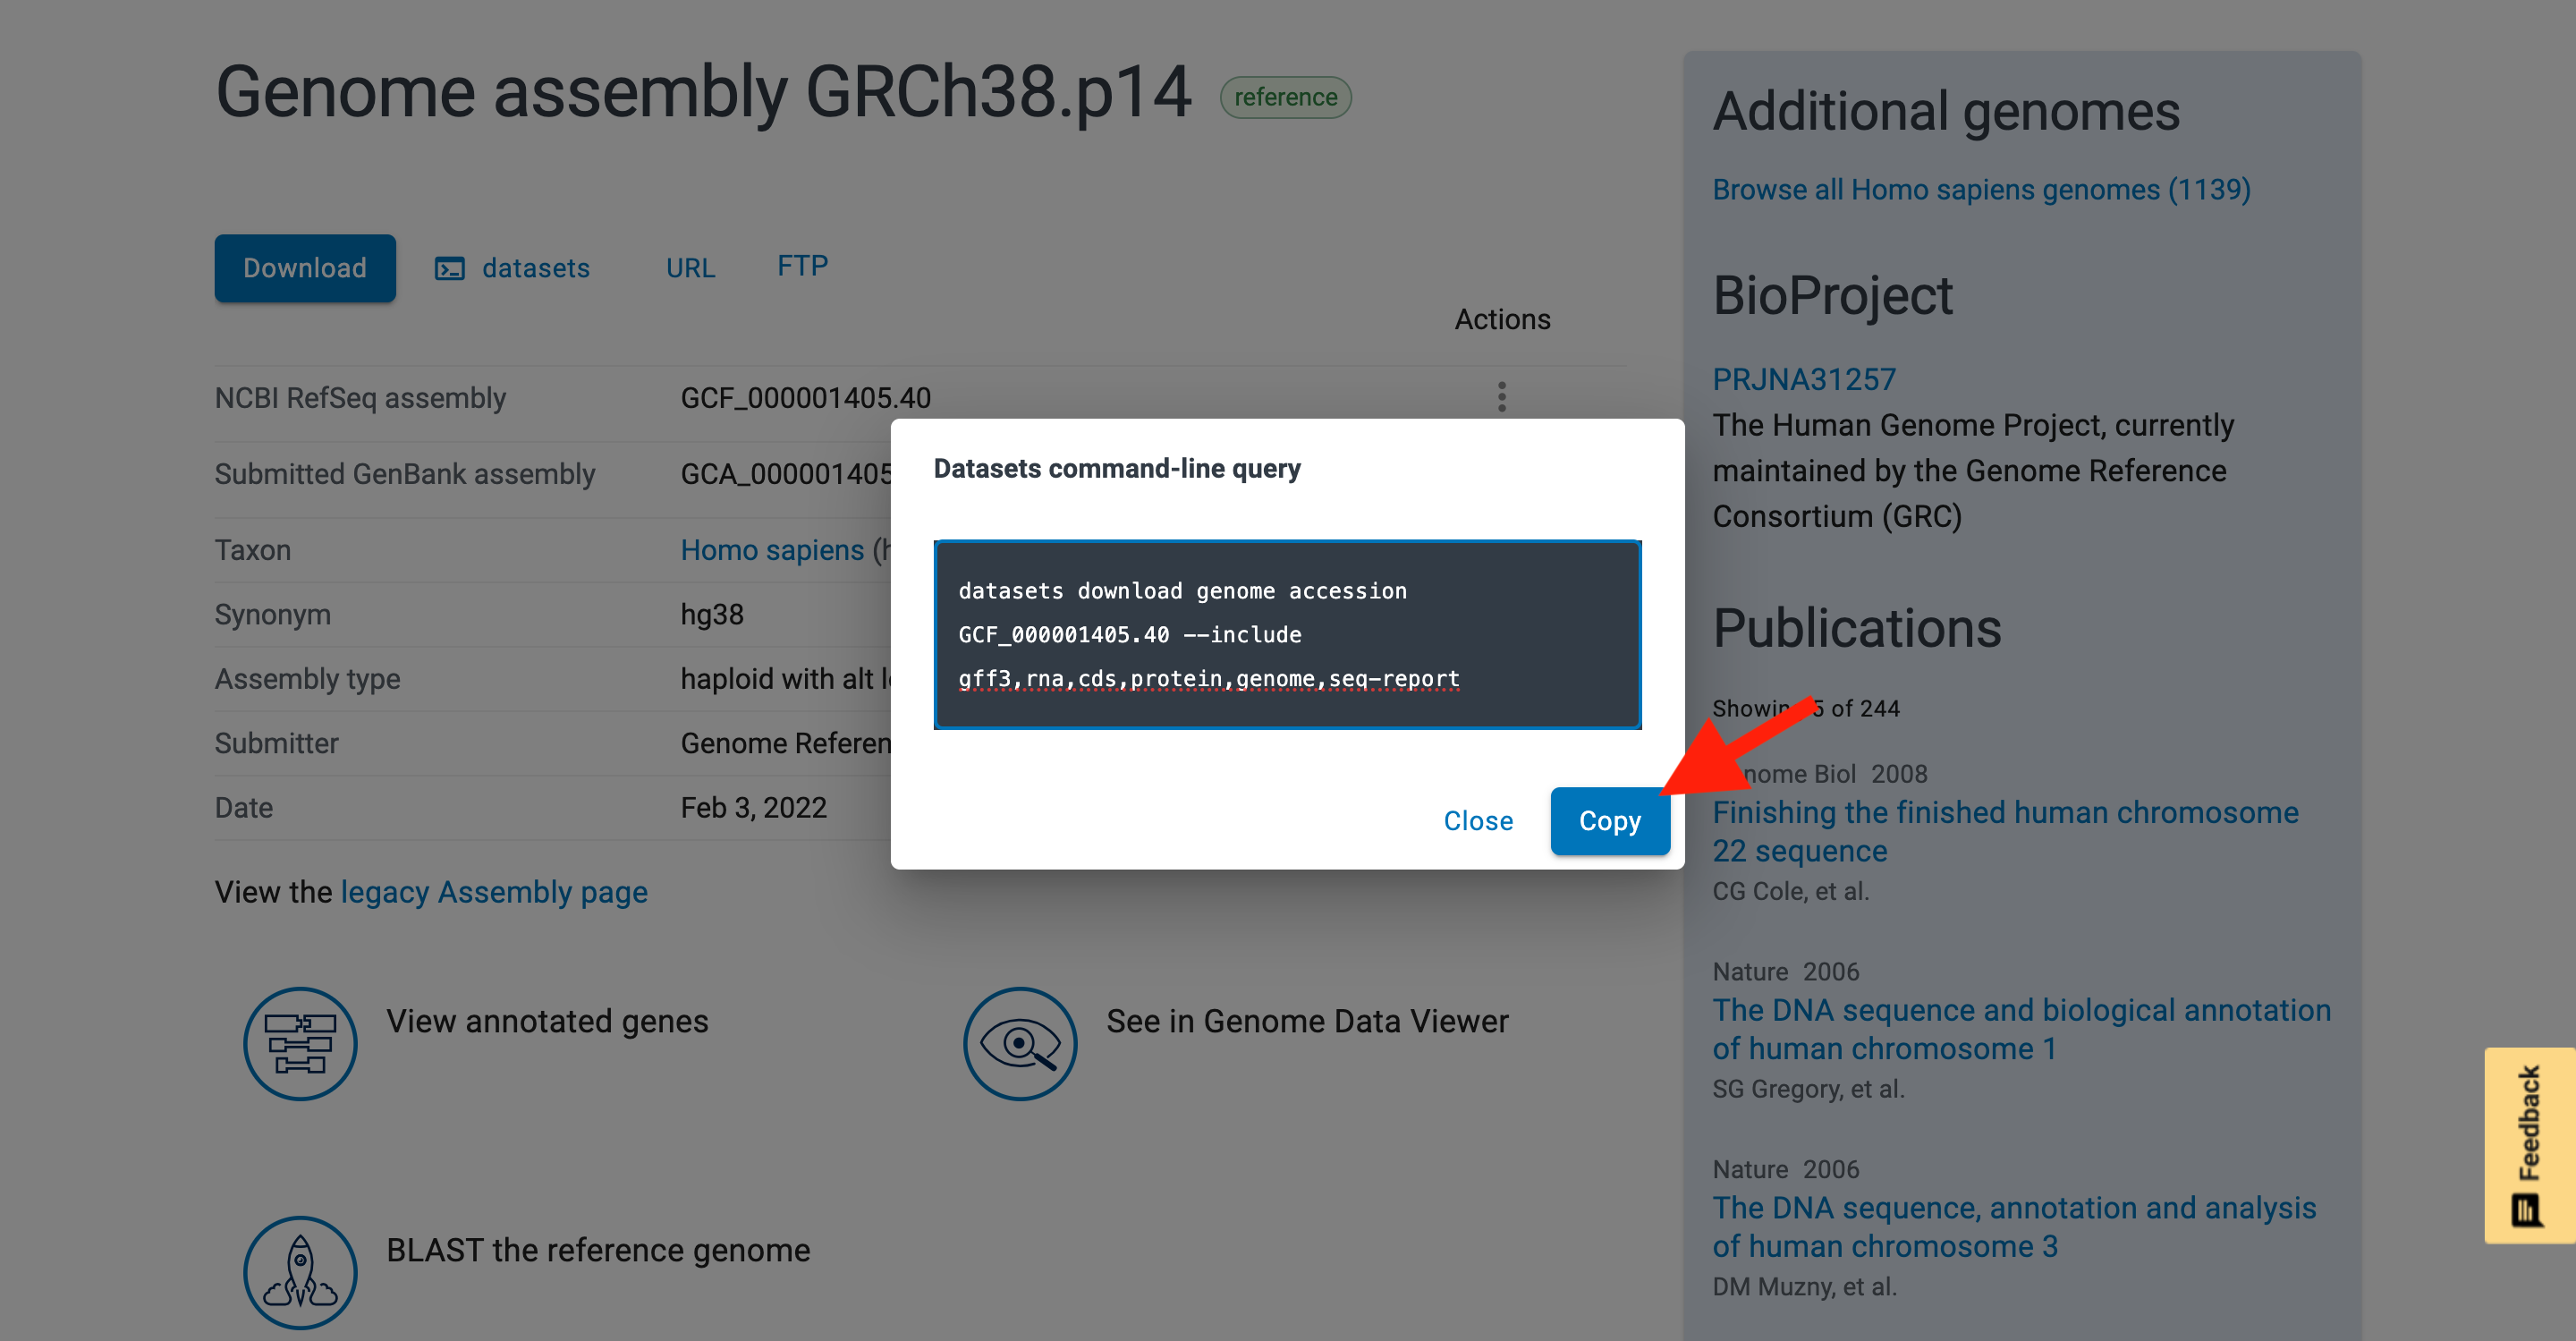 Genome assembly GRCh38.p14 reference
Download datasets URL FTP
Actions
NCBI RefSeq assembly GCF_000001405.40
Submitted GenBank assembly GCA_000001405
Taxon Homo sapiens (h
Synonym hg38
Assembly type haploid with alt l
Submitter Genome Referen
Date Feb 3, 2022
View the legacy Assembly page
View annotated genes
See in Genome Data Viewer
BLAST the reference genome
Datasets command-line query
datasets download genome accession
GCF_000001405.40 --include
gff3,rna,cds,protein,genome,seq-report
Close Copy
Additional genomes
Browse all Homo sapiens genomes (1139)
BioProject
PRJNA31257
The Human Genome Project, currently
maintained by the Genome Reference
Consortium (GRC)
Publications
Showin 5 of 244
nome Biol 2008
Finishing the finished human chromosome
22 sequence
CG Cole, et al.
Nature 2006
The DNA sequence and biological annotation
of human chromosome 1
SG Gregory, et al.
Nature 2006
The DNA sequence, annotation and analysis
of human chromosome 3
DM Muzny, et al.
Feedback